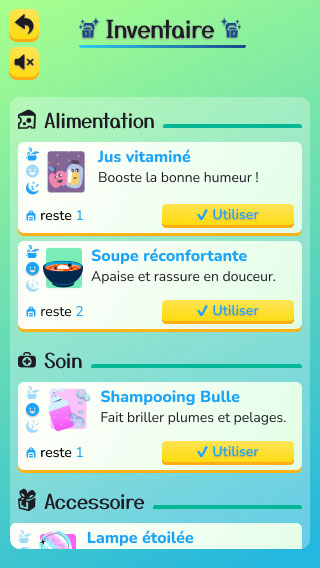 Inventaire
Alimentation
Jus vitaminé
Booste la bonne humeur !
reste 1
✓ Utiliser
Soupe réconfortante
Apaise et rassure en douceur.
reste 2
✓ Utiliser
Soin
Shampooing Bulle
Fait briller plumes et pelages.
reste 1
✓ Utiliser
Accessoire
Lampe étoilée